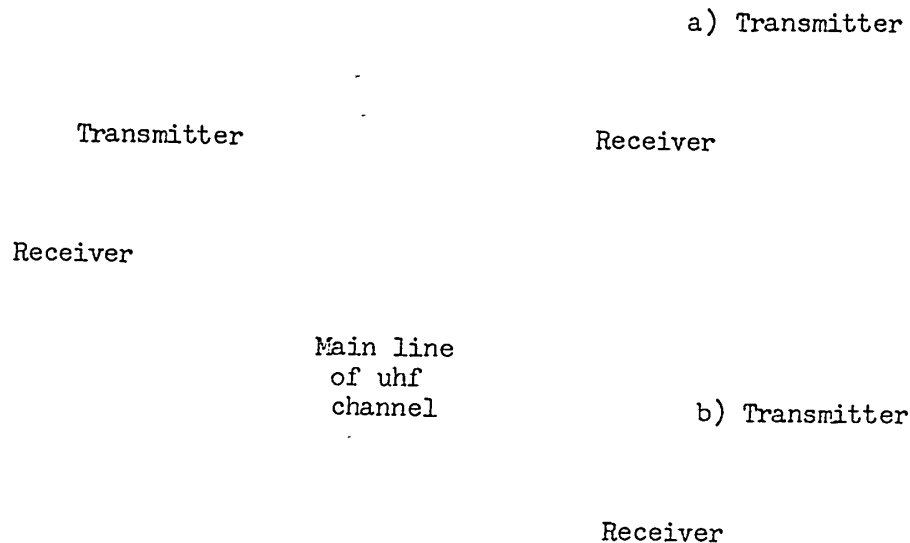 a) Transmitter
Transmitter
Receiver
Receiver
Main line
of uhf
channel
b) Transmitter
Receiver